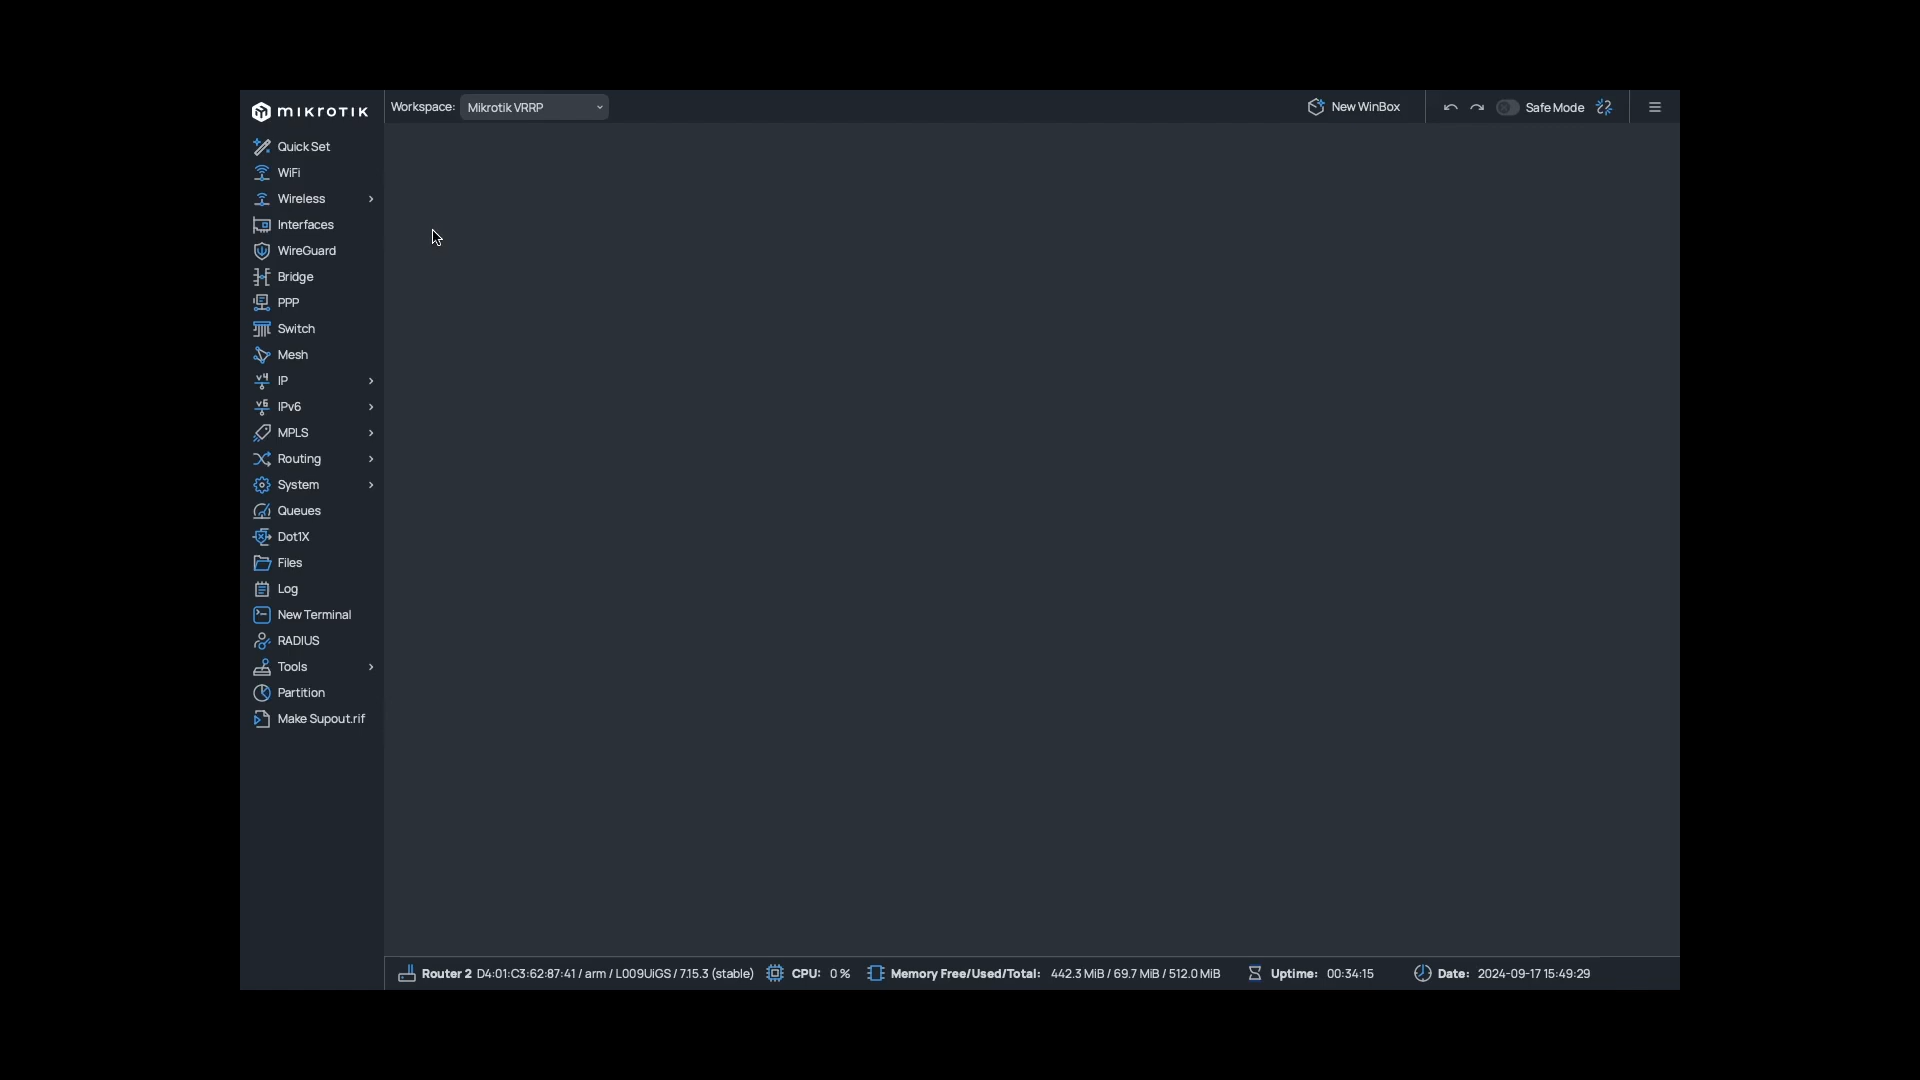 MIKROTIK
Workspace: Mikrotik VRRP
New WinBox
Safe Mode
Quick Set
WiFi
Wireless
Interfaces
WireGuard
Bridge
PPP
Switch
Mesh
IP
IPv6
MPLS
Routing
System
Queues
Dot1X
Files
Log
New Terminal
RADIUS
Tools
Partition
Make Supout.rif
Router 2 D4:01:C3:62:87:41 / arm / L009UiGS / 7.15.3 (stable) CPU: 0 % Memory Free/Used/Total: 442.3 MiB / 69.7 MiB / 512.0 MiB Uptime: 00:34:15 Date: 2024-09-17 15:49:29